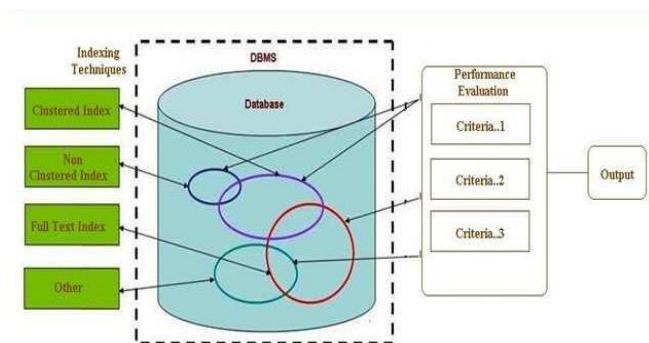 Indexing
Techniques
DBMS
Database
Clustered Index
Non
Clustered Index
Full Text Index
Other
Performance
Evaluation
Criteria..1
Criteria..2
Criteria..3
Output